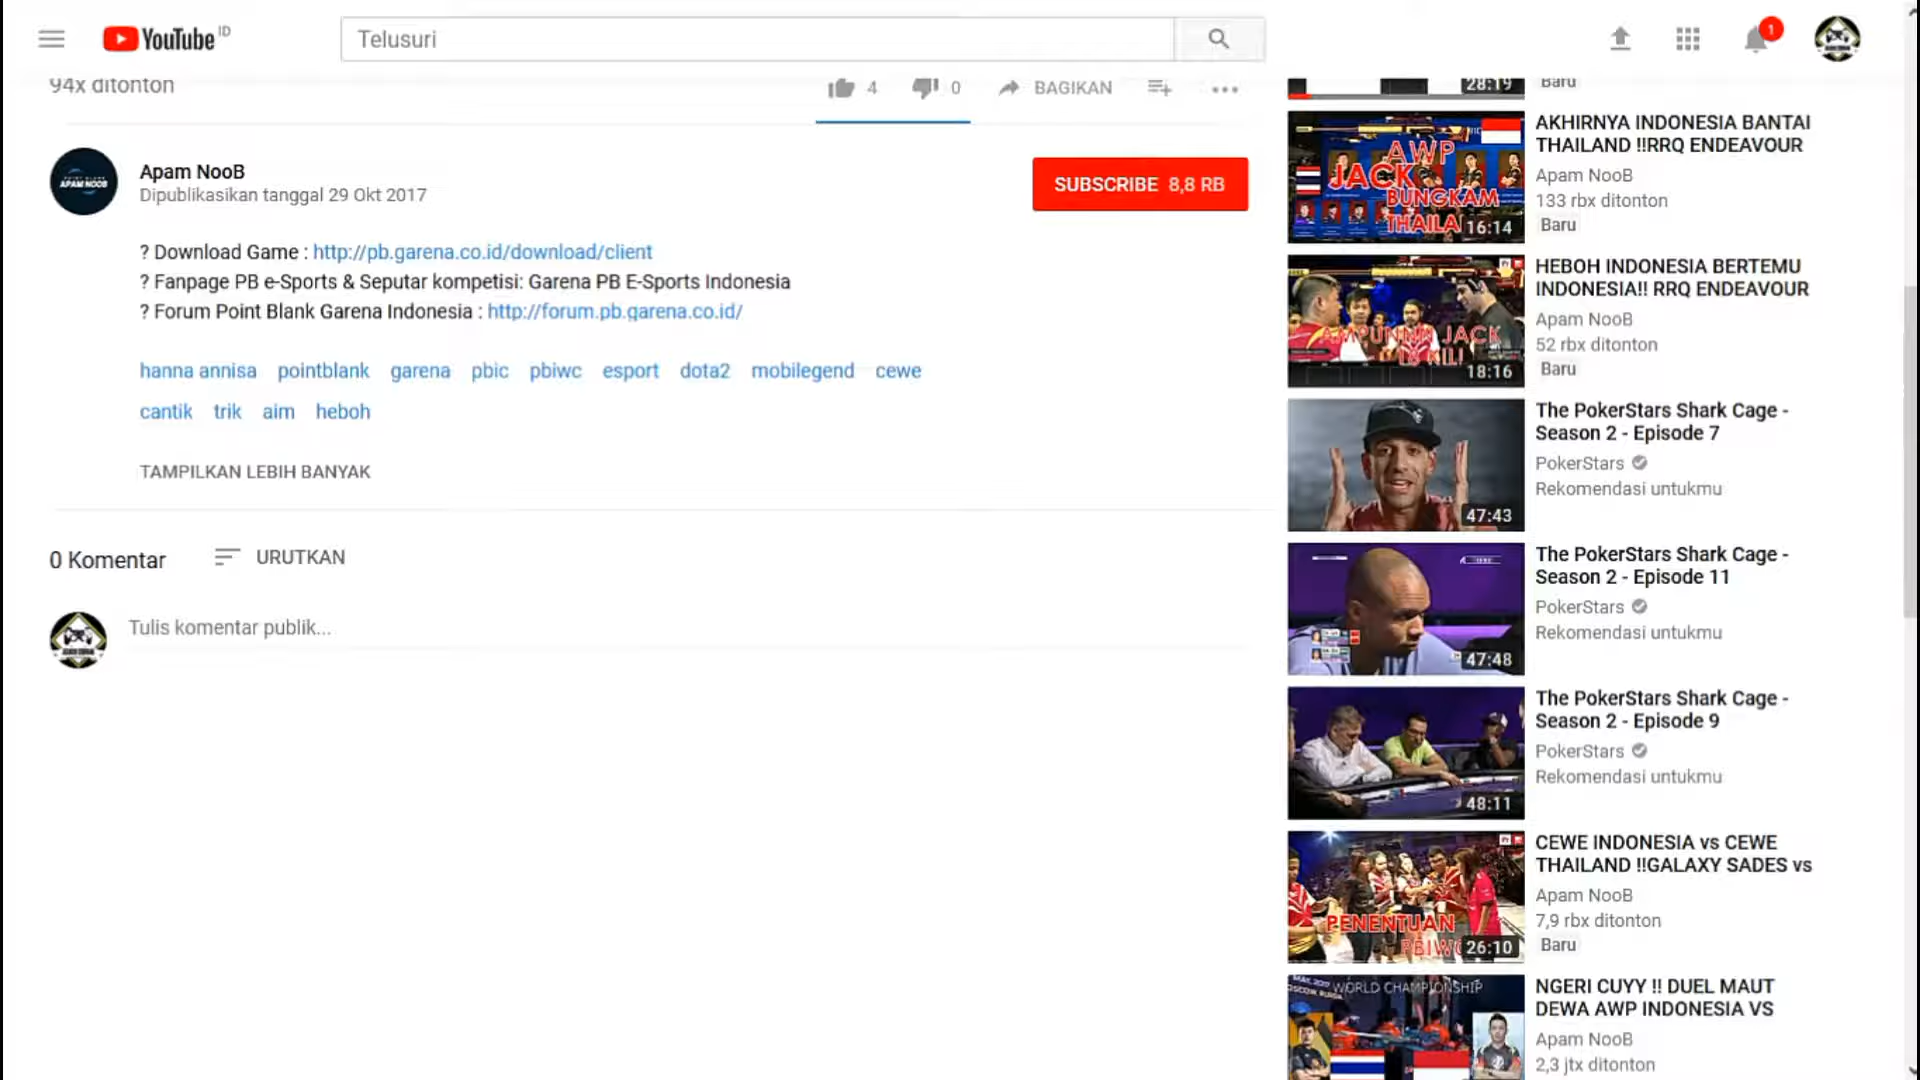 YouTube ID
Telusuri
1
94x ditonton
4
0
BAGIKAN
Apam NooB
Dipublikasikan tanggal 29 Okt 2017
SUBSCRIBE 8,8 RB
? Download Game : http://pb.garena.co.id/download/client
? Fanpage PB e-Sports & Seputar kompetisi: Garena PB E-Sports Indonesia
? Forum Point Blank Garena Indonesia : http://forum.pb.garena.co.id/
hanna annisa pointblank garena pbic pbiwc esport dota2 mobilegend cewe
cantik trik aim heboh
TAMPILKAN LEBIH BANYAK
0 Komentar
URUTKAN
Tulis komentar publik...
28:19
Baru
AWP
JACK
BUNGKAM
THAILA
16:14
AKHIRNYA INDONESIA BANTAI
THAILAND !!RRQ ENDEAVOUR
Apam NooB
133 rbx ditonton
Baru
AMPUNNN JACK
18 KILL
18:16
HEBOH INDONESIA BERTEMU
INDONESIA!! RRQ ENDEAVOUR
Apam NooB
52 rbx ditonton
Baru
47:43
The PokerStars Shark Cage -
Season 2 - Episode 7
PokerStars
Rekomendasi untukmu
47:48
The PokerStars Shark Cage -
Season 2 - Episode 11
PokerStars
Rekomendasi untukmu
48:11
The PokerStars Shark Cage -
Season 2 - Episode 9
PokerStars
Rekomendasi untukmu
PENENTUAN
PBIWC
26:10
CEWE INDONESIA vs CEWE
THAILAND !!GALAXY SADES vs
Apam NooB
7,9 rbx ditonton
Baru
WORLD CHAMPIONSHIP
NGERI CUYY !! DUEL MAUT
DEWA AWP INDONESIA VS
Apam NooB
2,3 jtx ditonton